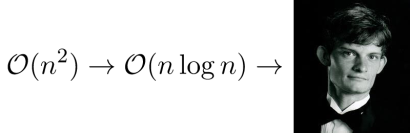 𝒪(n²) → 𝒪(n log n) →